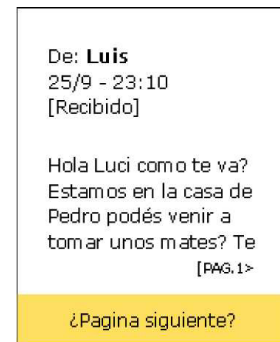 De: Luis
25/9 - 23:10
[Recibido]
Hola Luci como te va?
Estamos en la casa de
Pedro podés venir a
tomar unos mates? Te
[PAG.1>
¿Pagina siguiente?